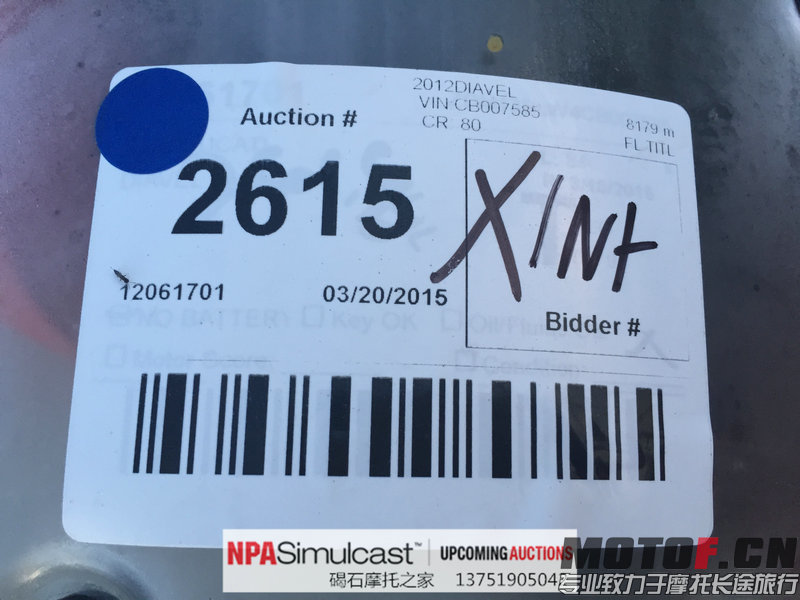 2012DIAVEL
VIN:CB007585
CR: 80
8179 m
FL-TITL
Auction #
2615
XINT
12061701
03/20/2015
Bidder #
NO BATTERY
Key OK
NPASimulcast™ UPCOMING AUCTIONS
碣石摩托之家
MOTOF.CN
专业致力于摩托长途旅行